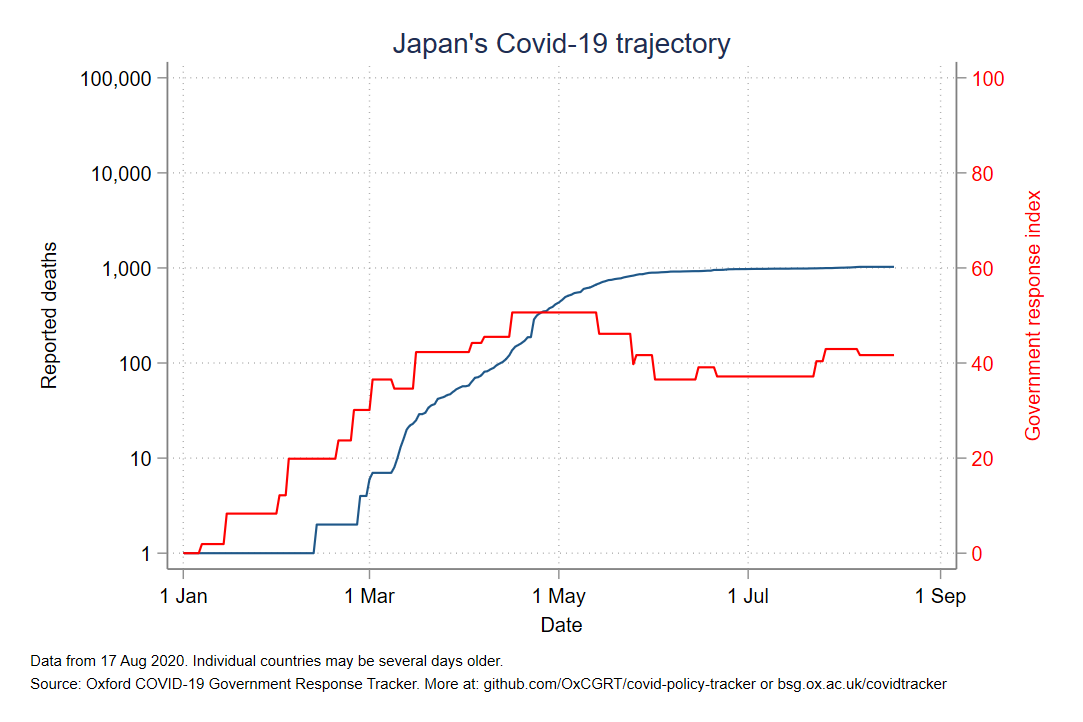 Japan's Covid-19 trajectory
100,000
10,000
1,000
100
10
1
Reported deaths
100
80
60
40
20
0
Government response index
1 Jan
1 Mar
1 May
1 Jul
1 Sep
Date
Data from 17 Aug 2020. Individual countries may be several days older.
Source: Oxford COVID-19 Government Response Tracker. More at: github.com/OxCGRT/covid-policy-tracker or bsg.ox.ac.uk/covidtracker